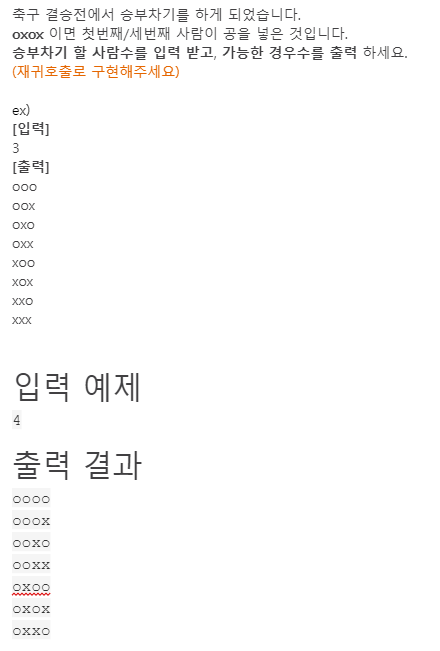 축구 결승전에서 승부차기를 하게 되었습니다.
oxox 이면 첫번째/세번째 사람이 공을 넣은 것입니다.
승부차기 할 사람수를 입력 받고, 가능한 경우수를 출력 하세요.
(재귀호출로 구현해주세요)
ex)
[입력]
3
[출력]
ooo
oox
oxo
oxx
xoo
xox
xxo
xxx
입력 예제
4
출력 결과
oooo
ooox
ooxo
ooxx
oxoo
oxox
oxxo